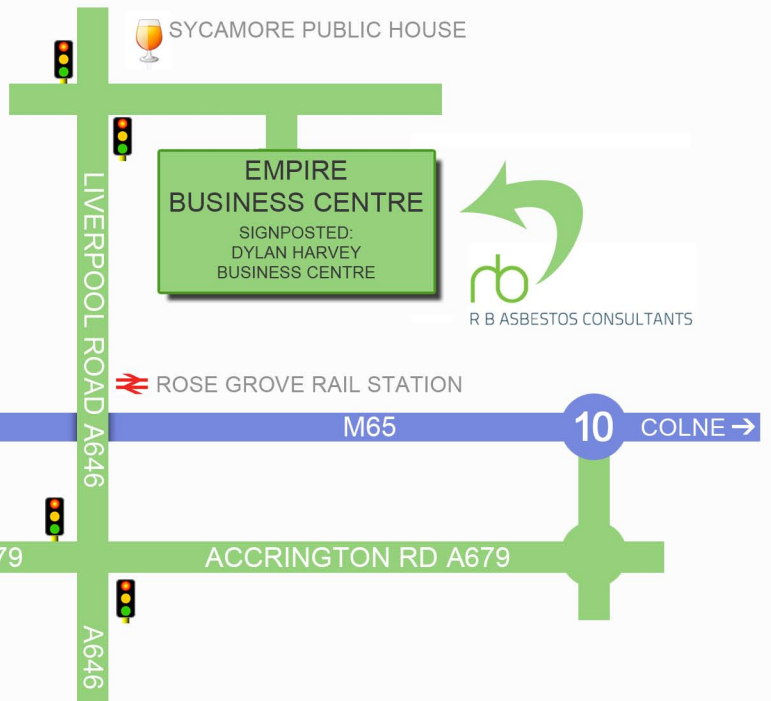 SYCAMORE PUBLIC HOUSE
EMPIRE
BUSINESS CENTRE
SIGNPOSTED:
DYLAN HARVEY
BUSINESS CENTRE
rb
R B ASBESTOS CONSULTANTS
LIVERPOOL ROAD A646
ROSE GROVE RAIL STATION
M65
10
COLNE →
79
ACCRINGTON RD A679
A646